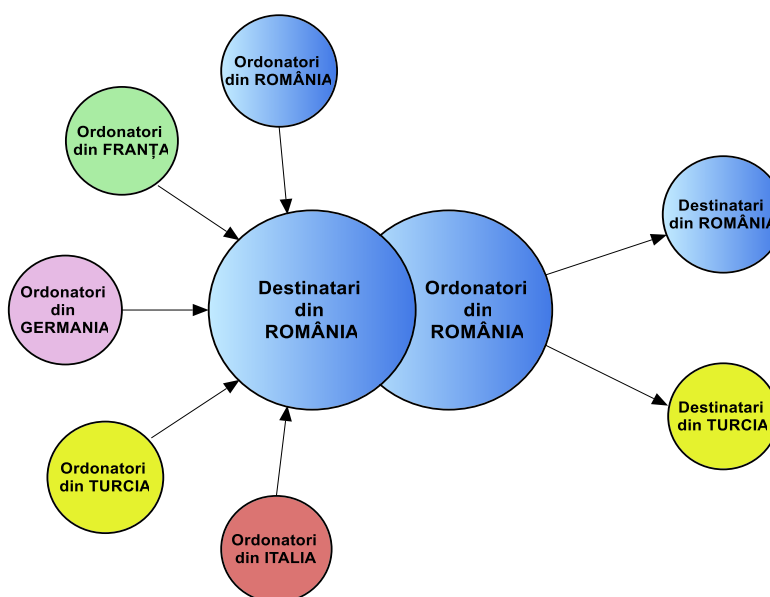 Ordonatori
din ROMÂNIA
Ordonatori
din FRANȚA
Destinatari
din ROMÂNIA
Ordonatori
din
GERMANIA
Destinatari
din
ROMÂNIA
Ordonatori
din
ROMÂNIA
Destinatari
din TURCIA
Ordonatori
din TURCIA
Ordonatori
din ITALIA